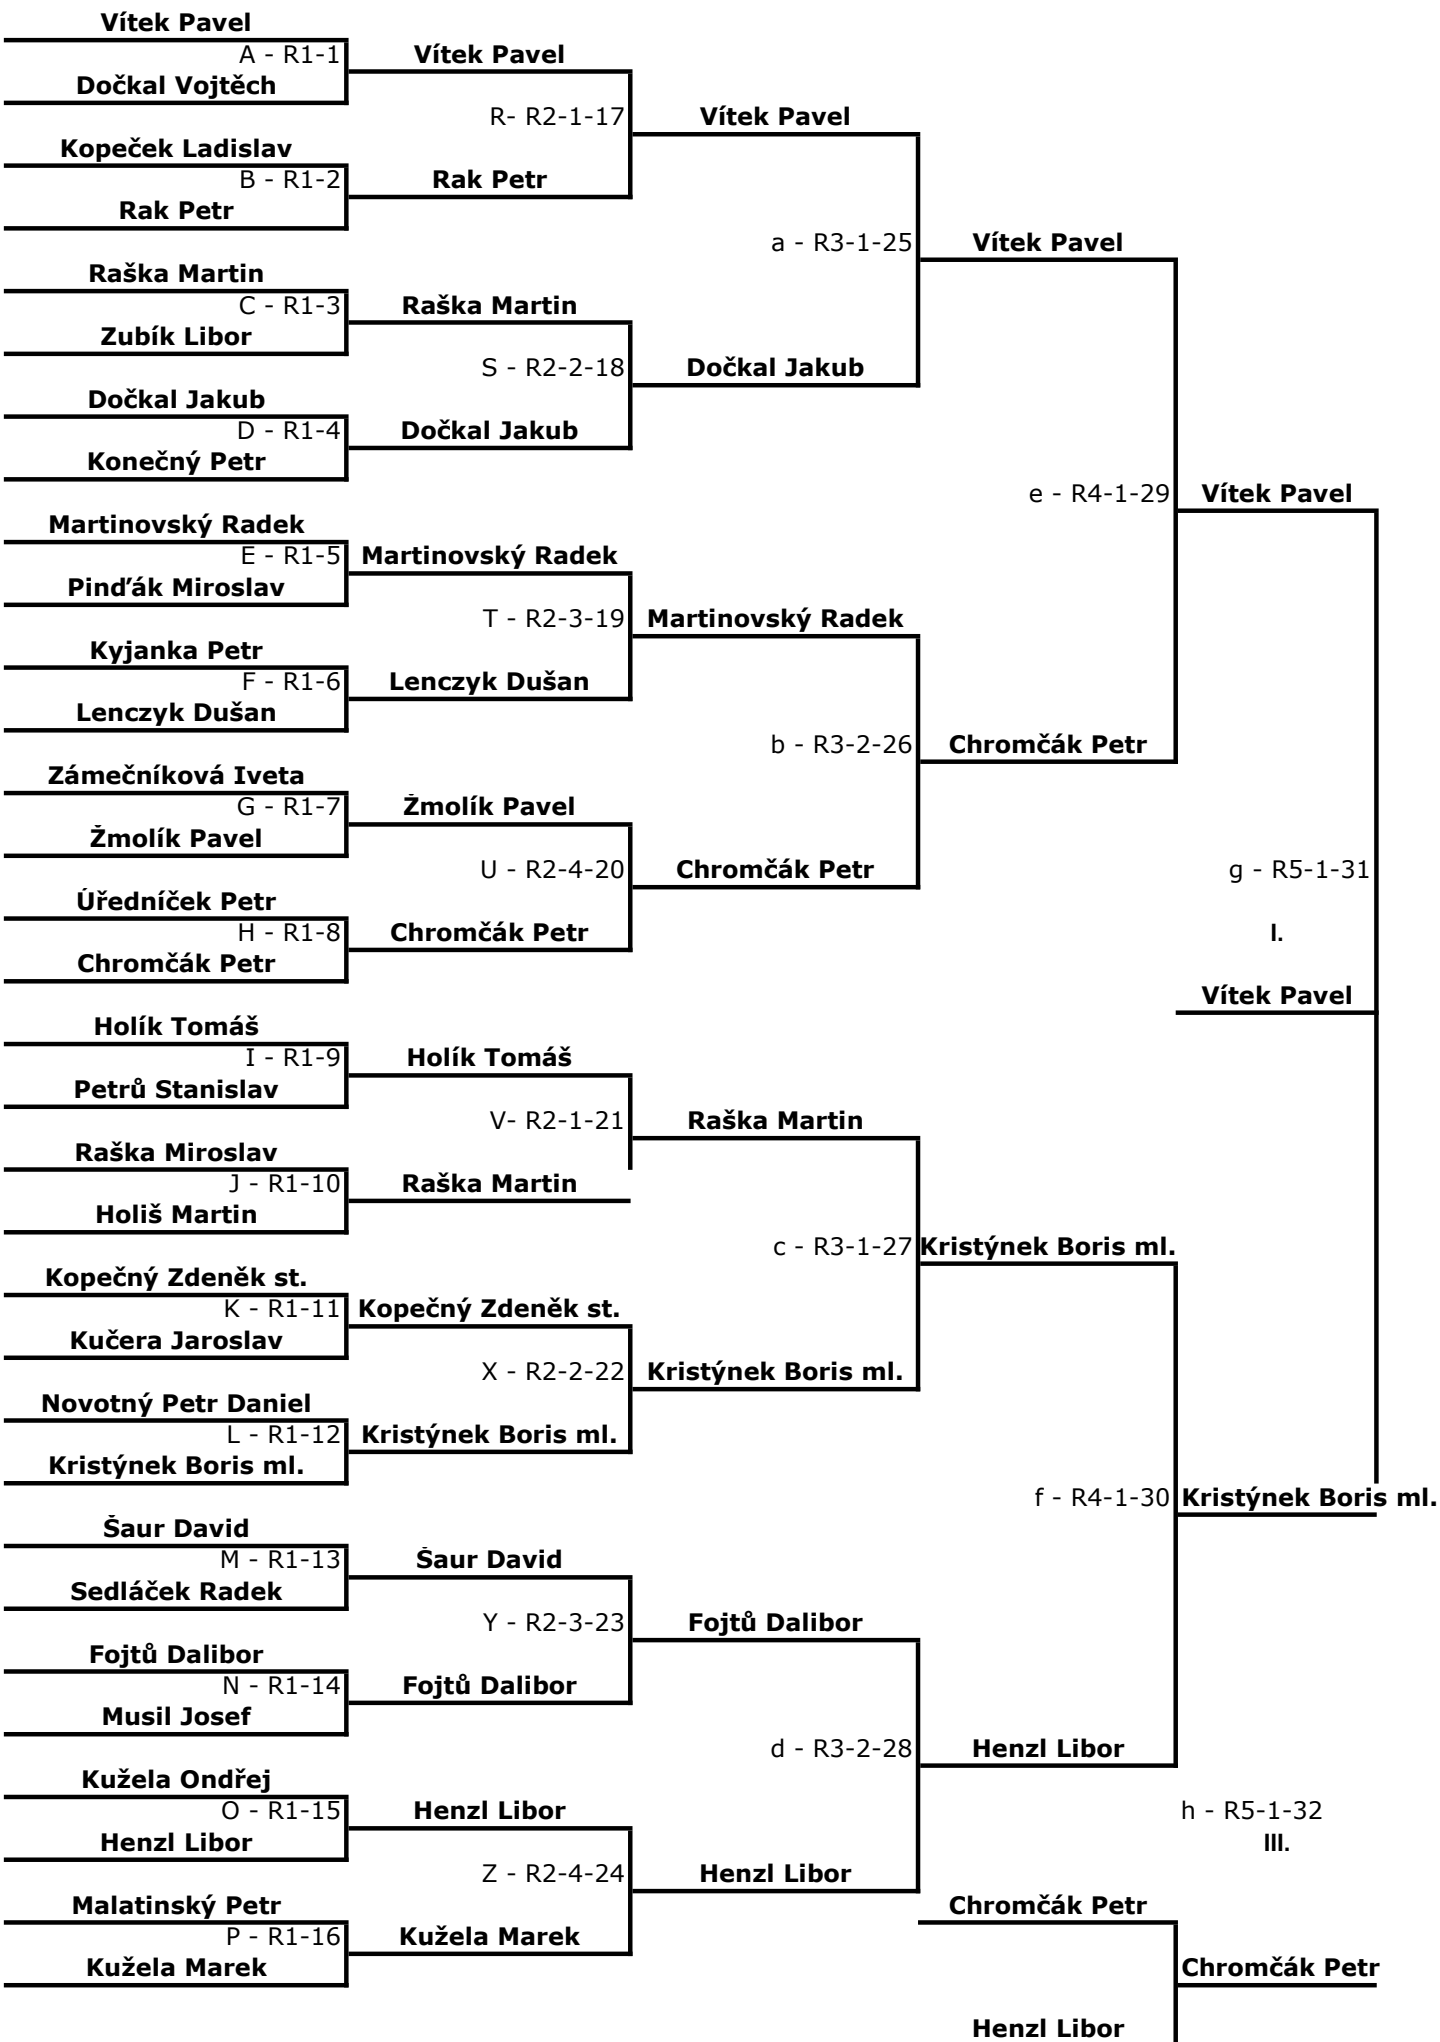 Vítek Pavel
A - R1-1 Vítek Pavel
Dočkal Vojtěch
R- R2-1-17 Vítek Pavel
Kopeček Ladislav
B - R1-2 Rak Petr
Rak Petr
a - R3-1-25 Vítek Pavel
Raška Martin
C - R1-3 Raška Martin
Zubík Libor
S - R2-2-18 Dočkal Jakub
Dočkal Jakub
D - R1-4 Dočkal Jakub
Konečný Petr
e - R4-1-29 Vítek Pavel
Martinovský Radek
E - R1-5 Martinovský Radek
Pinďák Miroslav
T - R2-3-19 Martinovský Radek
Kyjanka Petr
F - R1-6 Lenczyk Dušan
Lenczyk Dušan
b - R3-2-26 Chromčák Petr
Zámečníková Iveta
G - R1-7 Žmolík Pavel
Žmolík Pavel
U - R2-4-20 Chromčák Petr g - R5-1-31
Úředníček Petr
H - R1-8 Chromčák Petr I.
Chromčák Petr
Vítek Pavel
Holík Tomáš
I - R1-9 Holík Tomáš
Petrů Stanislav
V- R2-1-21 Raška Martin
Raška Miroslav
J - R1-10 Raška Martin
Holiš Martin
c - R3-1-27 Kristýnek Boris ml.
Kopečný Zdeněk st.
K - R1-11 Kopečný Zdeněk st.
Kučera Jaroslav
X - R2-2-22 Kristýnek Boris ml.
Novotný Petr Daniel
L - R1-12 Kristýnek Boris ml.
Kristýnek Boris ml.
f - R4-1-30 Kristýnek Boris ml.
Šaur David
M - R1-13 Šaur David
Sedláček Radek
Y - R2-3-23 Fojtů Dalibor
Fojtů Dalibor
N - R1-14 Fojtů Dalibor
Musil Josef
d - R3-2-28 Henzl Libor
Kužela Ondřej
O - R1-15 Henzl Libor h - R5-1-32
Henzl Libor III.
Z - R2-4-24 Henzl Libor
Malatinský Petr Chromčák Petr
P - R1-16 Kužela Marek
Kužela Marek Chromčák Petr
Henzl Libor